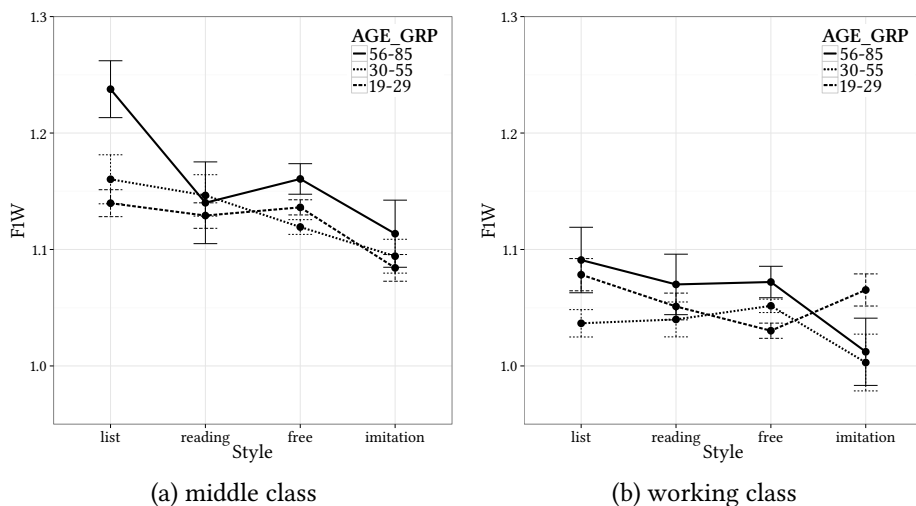 1.3
1.2
1.1
1.0
F1W
AGE_GRP
56-85
30-55
19-29
list reading free imitation
Style
(a) middle class
1.3
1.2
1.1
1.0
F1W
AGE_GRP
56-85
30-55
19-29
list reading free imitation
Style
(b) working class